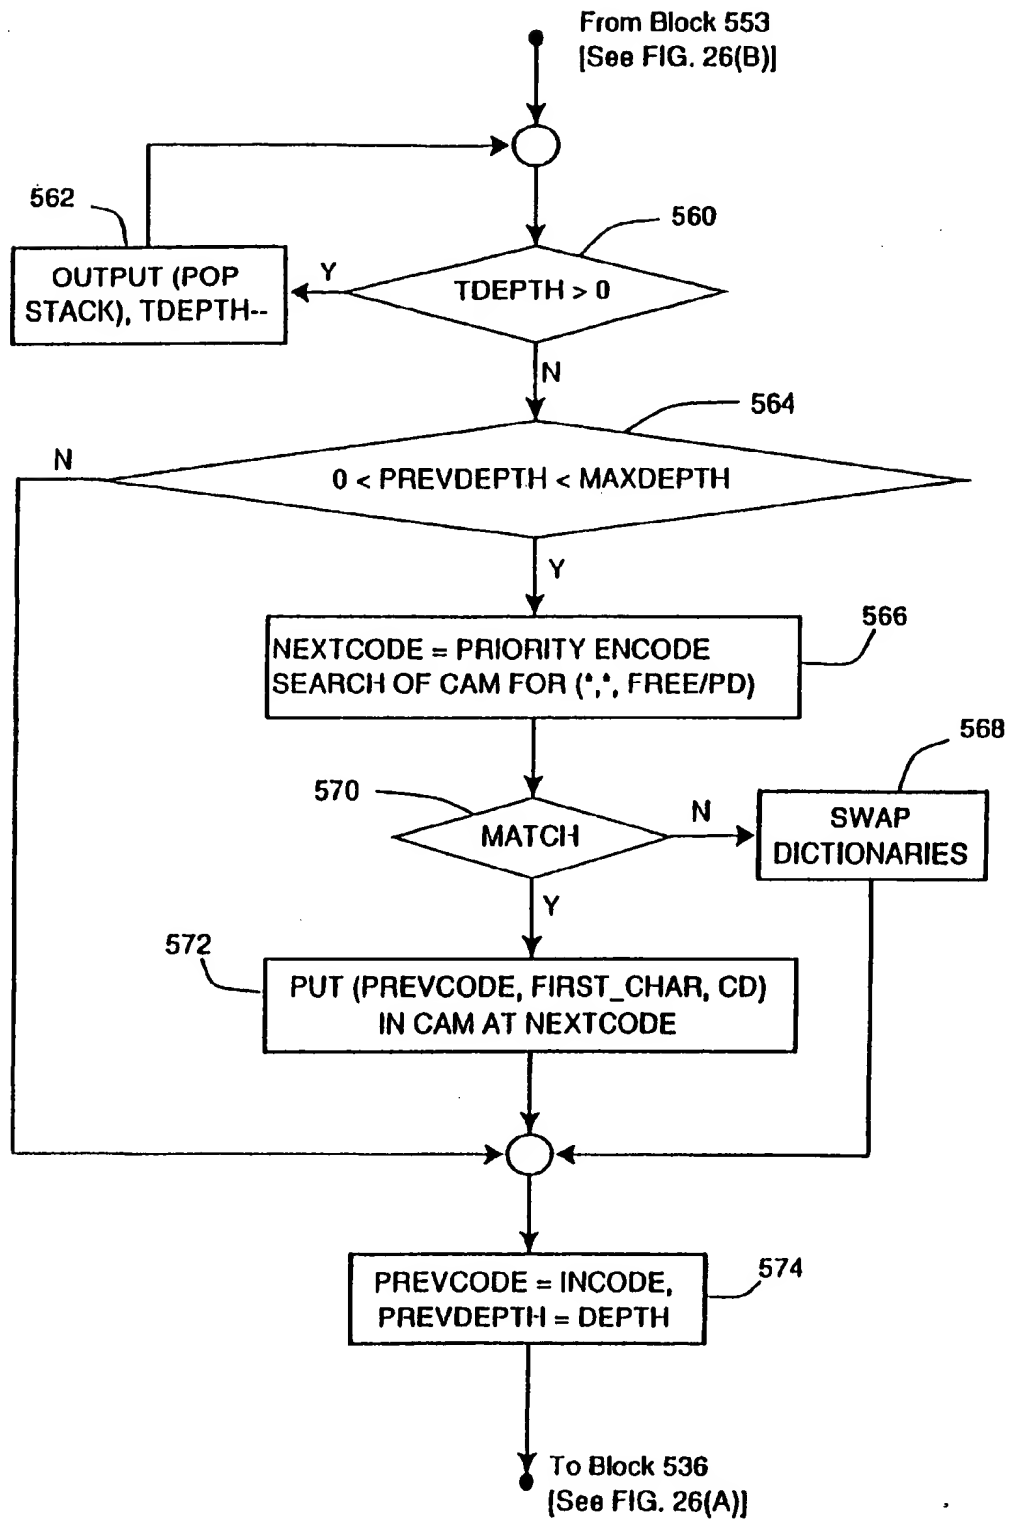 From Block 553
[See FIG. 26(B)]
562
560
OUTPUT (POP
STACK), TDEPTH--
Y
TDEPTH > 0
N
564
N
0 < PREVDEPTH < MAXDEPTH
Y
566
NEXTCODE = PRIORITY ENCODE
SEARCH OF CAM FOR (*,*, FREE/PD)
568
570
N
MATCH
SWAP
DICTIONARIES
Y
572
PUT (PREVCODE, FIRST_CHAR, CD)
IN CAM AT NEXTCODE
574
PREVCODE = INCODE,
PREVDEPTH = DEPTH
To Block 536
[See FIG. 26(A)]